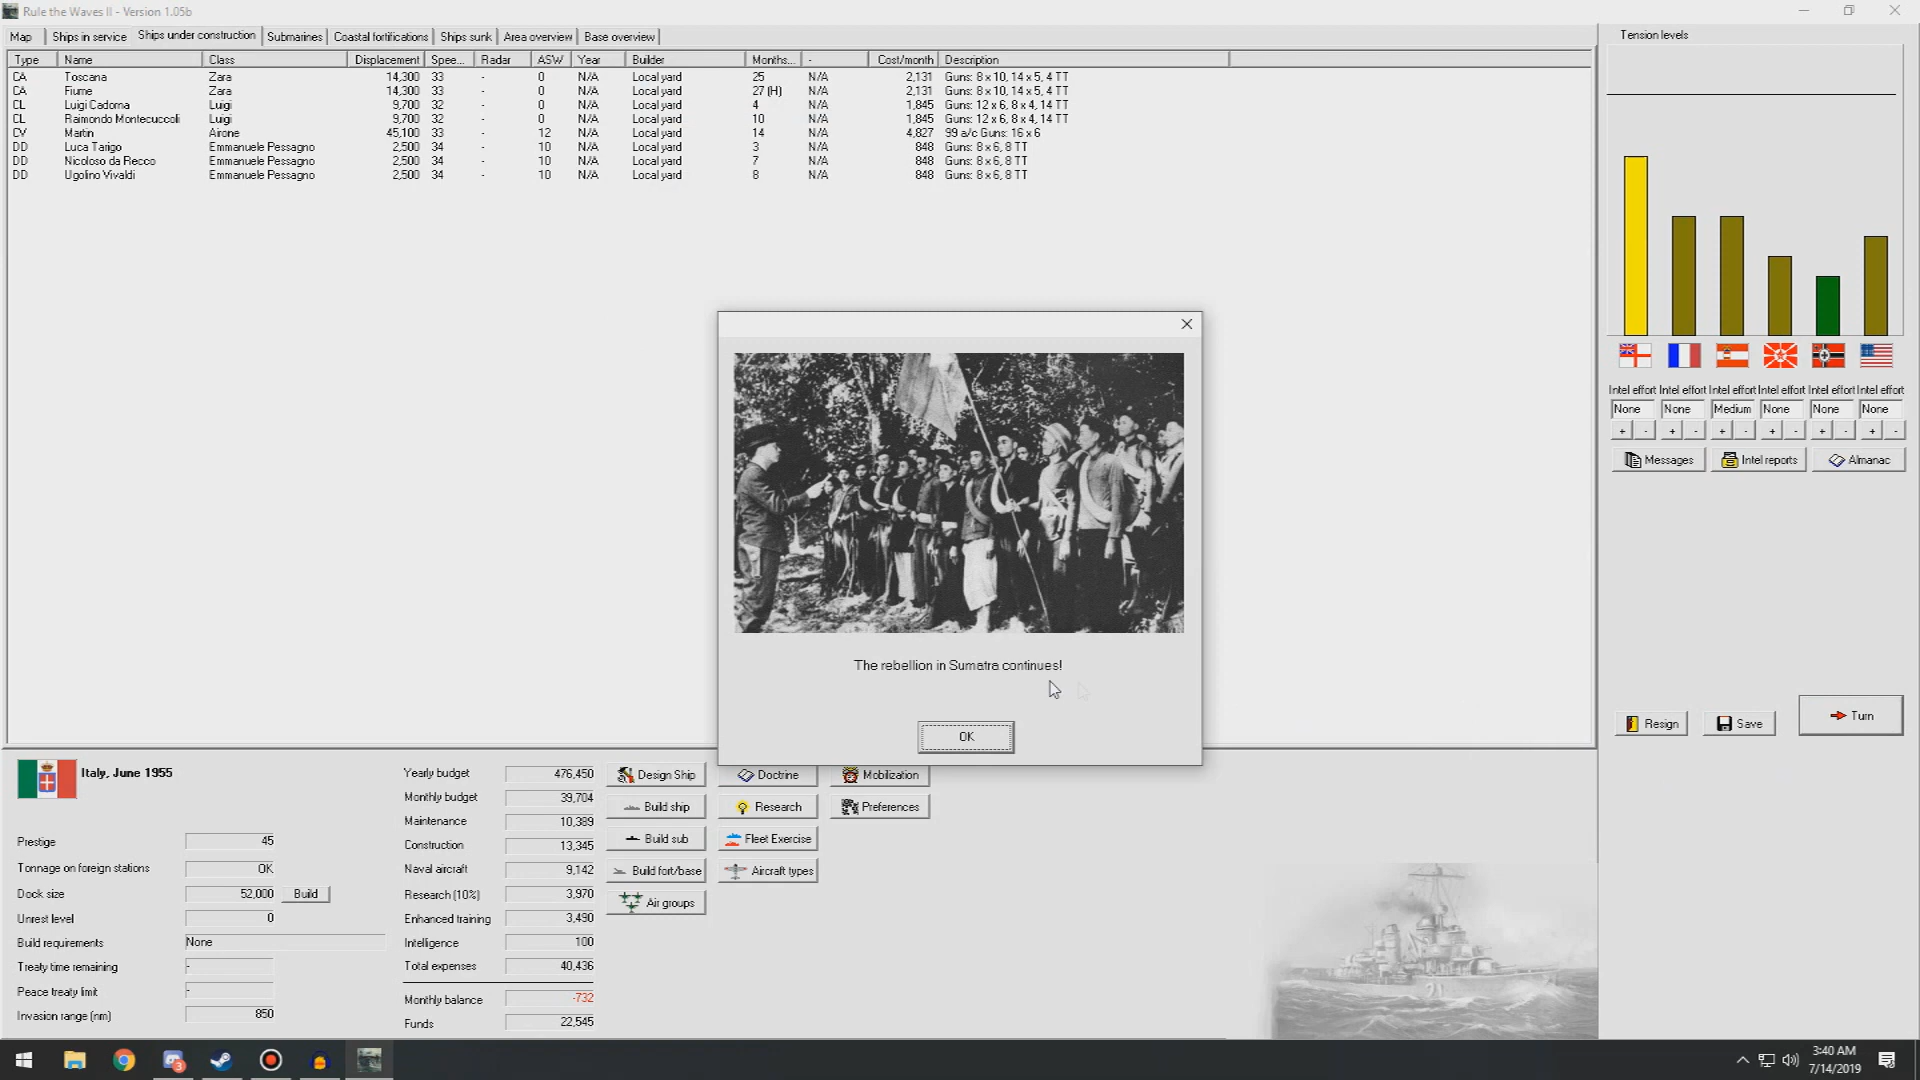 Rule the Waves II - Version 1.05b
Map Ships in service Ships under construction Submarines Coastal fortifications Ships sunk Area overview Base overview
Type Name Class Displacement Spee... Radar ASW Year Builder Months... - Cost/month Description
CA Toscana Zara 14,300 33 - 0 N/A Local yard 25 N/A 2,131 Guns: 8 x 10, 14 x 5, 4 TT
CA Fiume Zara 14,300 33 - 0 N/A Local yard 27 (H) N/A 2,131 Guns: 8 x 10, 14 x 5, 4 TT
CL Luigi Cadorna Luigi 9,700 32 - 0 N/A Local yard 4 N/A 1,845 Guns: 12 x 6, 8 x 4, 14 TT
CL Raimondo Montecuccoli Luigi 9,700 32 - 0 N/A Local yard 10 N/A 1,845 Guns: 12 x 6, 8 x 4, 14 TT
CV Martin Airone 45,100 33 - 12 N/A Local yard 14 N/A 4,827 99 a/c Guns: 16 x 6
DD Luca Tarigo Emmanuele Pessagno 2,500 34 - 10 N/A Local yard 3 N/A 848 Guns: 8 x 6, 8 TT
DD Nicoloso da Recco Emmanuele Pessagno 2,500 34 - 10 N/A Local yard 7 N/A 848 Guns: 8 x 6, 8 TT
DD Ugolino Vivaldi Emmanuele Pessagno 2,500 34 - 10 N/A Local yard 8 N/A 848 Guns: 8 x 6, 8 TT
Tension levels
Intel effort Intel effort Intel effort Intel effort Intel effort Intel effort
None None Medium None None None
+ - + - + - + - + - + -
Messages Intel reports Almanac
Resign Save Turn
The rebellion in Sumatra continues!
OK
Italy, June 1955
Prestige 45
Tonnage on foreign stations OK
Dock size 52,000 Build
Unrest level 0
Build requirements None
Treaty time remaining -
Peace treaty limit -
Invasion range (nm) 850
Yearly budget 476,450
Monthly budget 39,704
Maintenance 10,389
Construction 13,345
Naval aircraft 9,142
Research (10%) 3,970
Enhanced training 3,490
Intelligence 100
Total expenses 40,436
Monthly balance -732
Funds 22,545
Design Ship Doctrine Mobilization
Build ship Research Preferences
Build sub Fleet Exercise
Build fort/base Aircraft types
Air groups
21
3
3:40 AM
7/14/2019